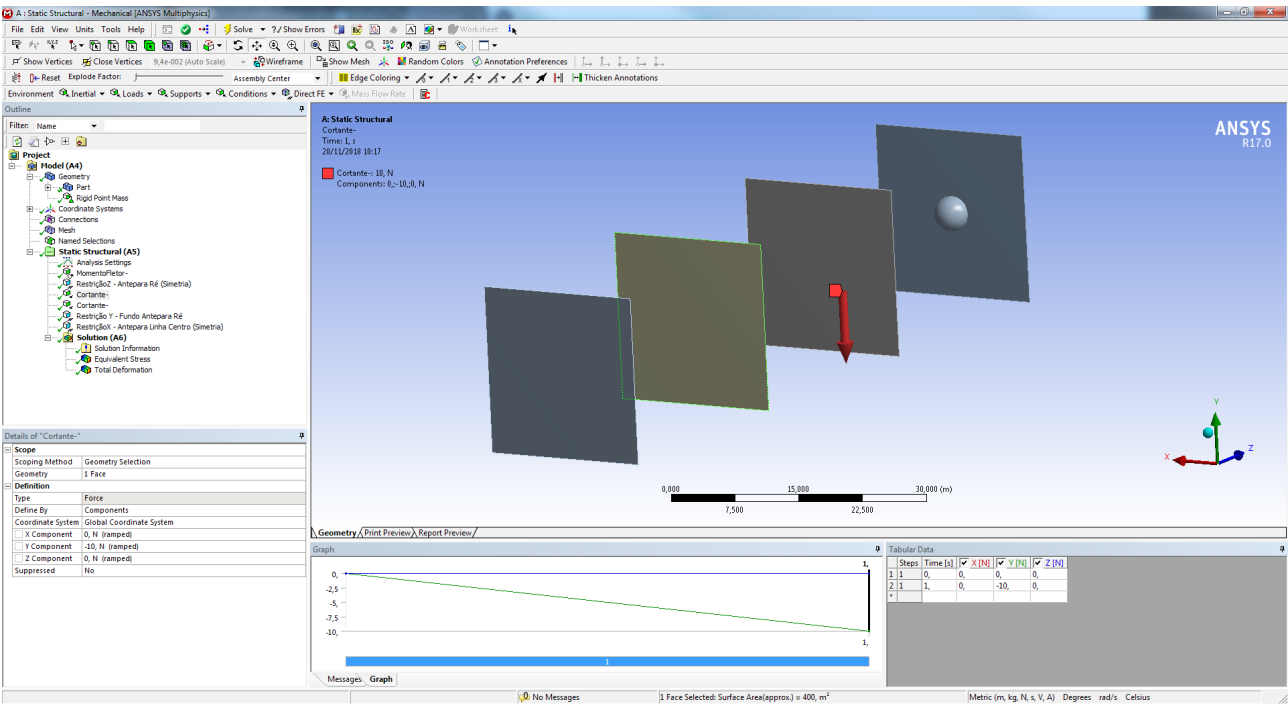 A : Static Structural - Mechanical [ANSYS Multiphysics]
File Edit View Units Tools Help Solve ?/ Show Errors Worksheet
Show Vertices Close Vertices 9,4e-002 (Auto Scale) Wireframe Show Mesh Random Colors Annotation Preferences
Reset Explode Factor: Assembly Center Edge Coloring Thicken Annotations
Environment Inertial Loads Supports Conditions Direct FE Mass Flow Rate
Outline
Filter: Name
Project
Model (A4)
Geometry
Part
Rigid Point Mass
Coordinate Systems
Connections
Mesh
Named Selections
Static Structural (A5)
Analysis Settings
MomentoFletor-
RestriçãoZ - Antepara Ré (Simetria)
Cortante-
Cortante-
Restrição Y - Fundo Antepara Ré
RestriçãoX - Antepara Linha Centro (Simetria)
Solution (A6)
Solution Information
Equivalent Stress
Total Deformation
A: Static Structural
Cortante-
Time: 1, s
20/11/2018 10:17
Cortante-: 10, N
Components: 0,;-10,;0, N
ANSYS
R17.0
Y
X
Z
0,000 15,000 30,000 (m)
7,500 22,500
Geometry Print Preview Report Preview
Details of "Cortante-"
Scope
Scoping Method Geometry Selection
Geometry 1 Face
Definition
Type Force
Define By Components
Coordinate System Global Coordinate System
X Component 0, N (ramped)
Y Component -10, N (ramped)
Z Component 0, N (ramped)
Suppressed No
Graph
1,
0,
-2,5
-5,
-7,5
-10,
1,
1
Messages Graph
Tabular Data
Steps Time [s] X [N] Y [N] Z [N]
1 1 0, 0, 0, 0,
2 1 1, 0, -10, 0,
*
0 No Messages 1 Face Selected: Surface Area(approx.) = 400, m² Metric (m, kg, N, s, V, A) Degrees rad/s Celsius